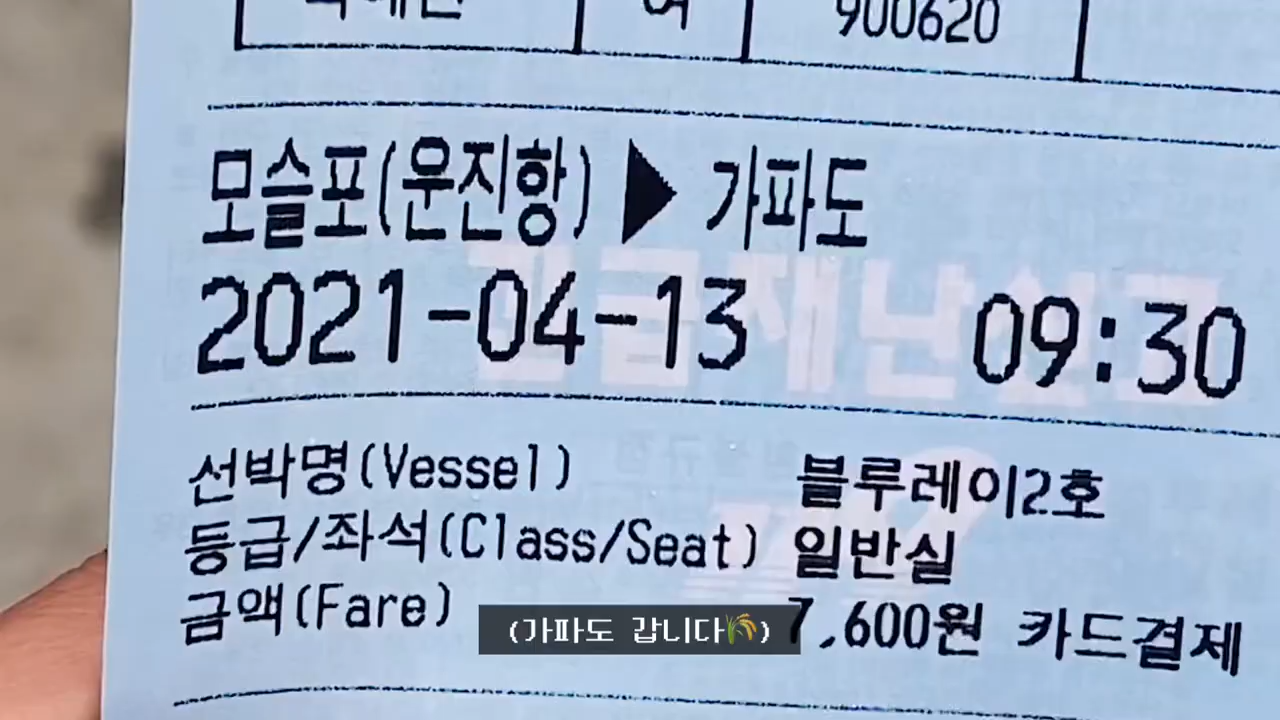 여 900620
모슬포(운진항) ▶ 가파도
2021-04-13 09:30
선박명(Vessel) 블루레이2호
등급/좌석(Class/Seat) 일반실
금액(Fare) 7,600원 카드결제
(가파도 갑니다🌾)